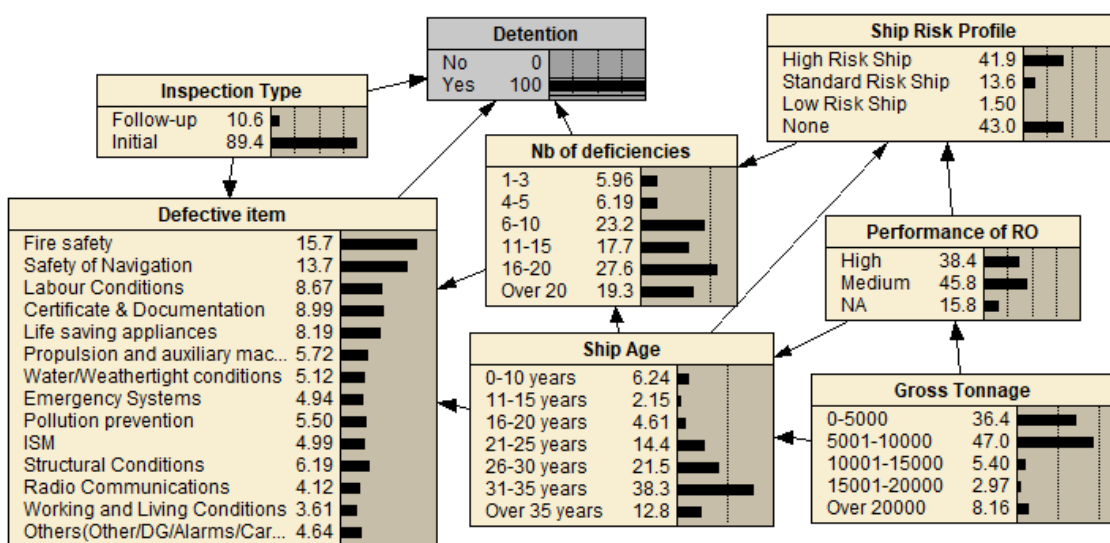 Detention
No 0
Yes 100
Ship Risk Profile
High Risk Ship 41.9
Standard Risk Ship 13.6
Low Risk Ship 1.50
None 43.0
Inspection Type
Follow-up 10.6
Initial 89.4
Nb of deficiencies
1-3 5.96
4-5 6.19
6-10 23.2
11-15 17.7
16-20 27.6
Over 20 19.3
Defective item
Fire safety 15.7
Safety of Navigation 13.7
Labour Conditions 8.67
Certificate & Documentation 8.99
Life saving appliances 8.19
Propulsion and auxiliary mac... 5.72
Water/Weathertight conditions 5.12
Emergency Systems 4.94
Pollution prevention 5.50
ISM 4.99
Structural Conditions 6.19
Radio Communications 4.12
Working and Living Conditions 3.61
Others(Other/DG/Alarms/Car... 4.64
Performance of RO
High 38.4
Medium 45.8
NA 15.8
Ship Age
0-10 years 6.24
11-15 years 2.15
16-20 years 4.61
21-25 years 14.4
26-30 years 21.5
31-35 years 38.3
Over 35 years 12.8
Gross Tonnage
0-5000 36.4
5001-10000 47.0
10001-15000 5.40
15001-20000 2.97
Over 20000 8.16